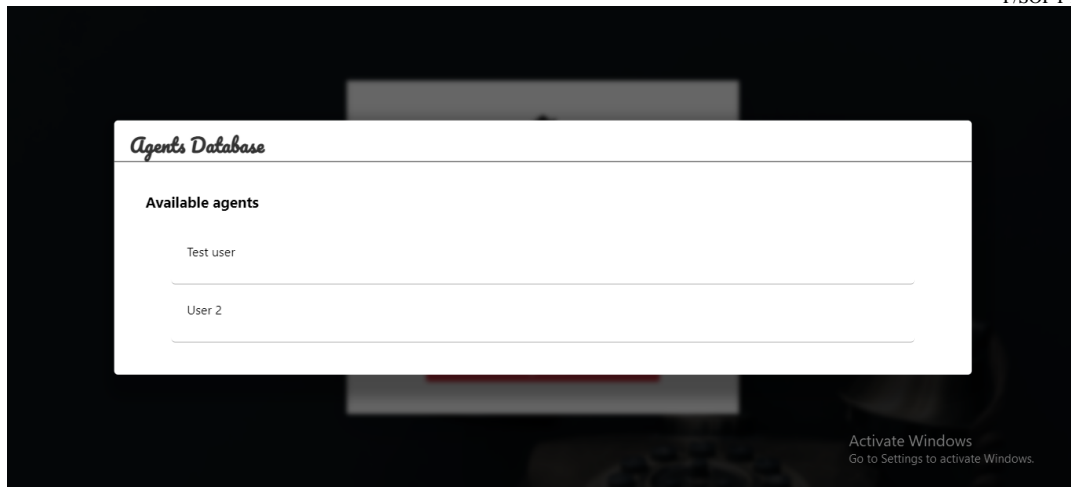 Agents Database
Available agents
Test user
User 2
Activate Windows
Go to Settings to activate Windows.